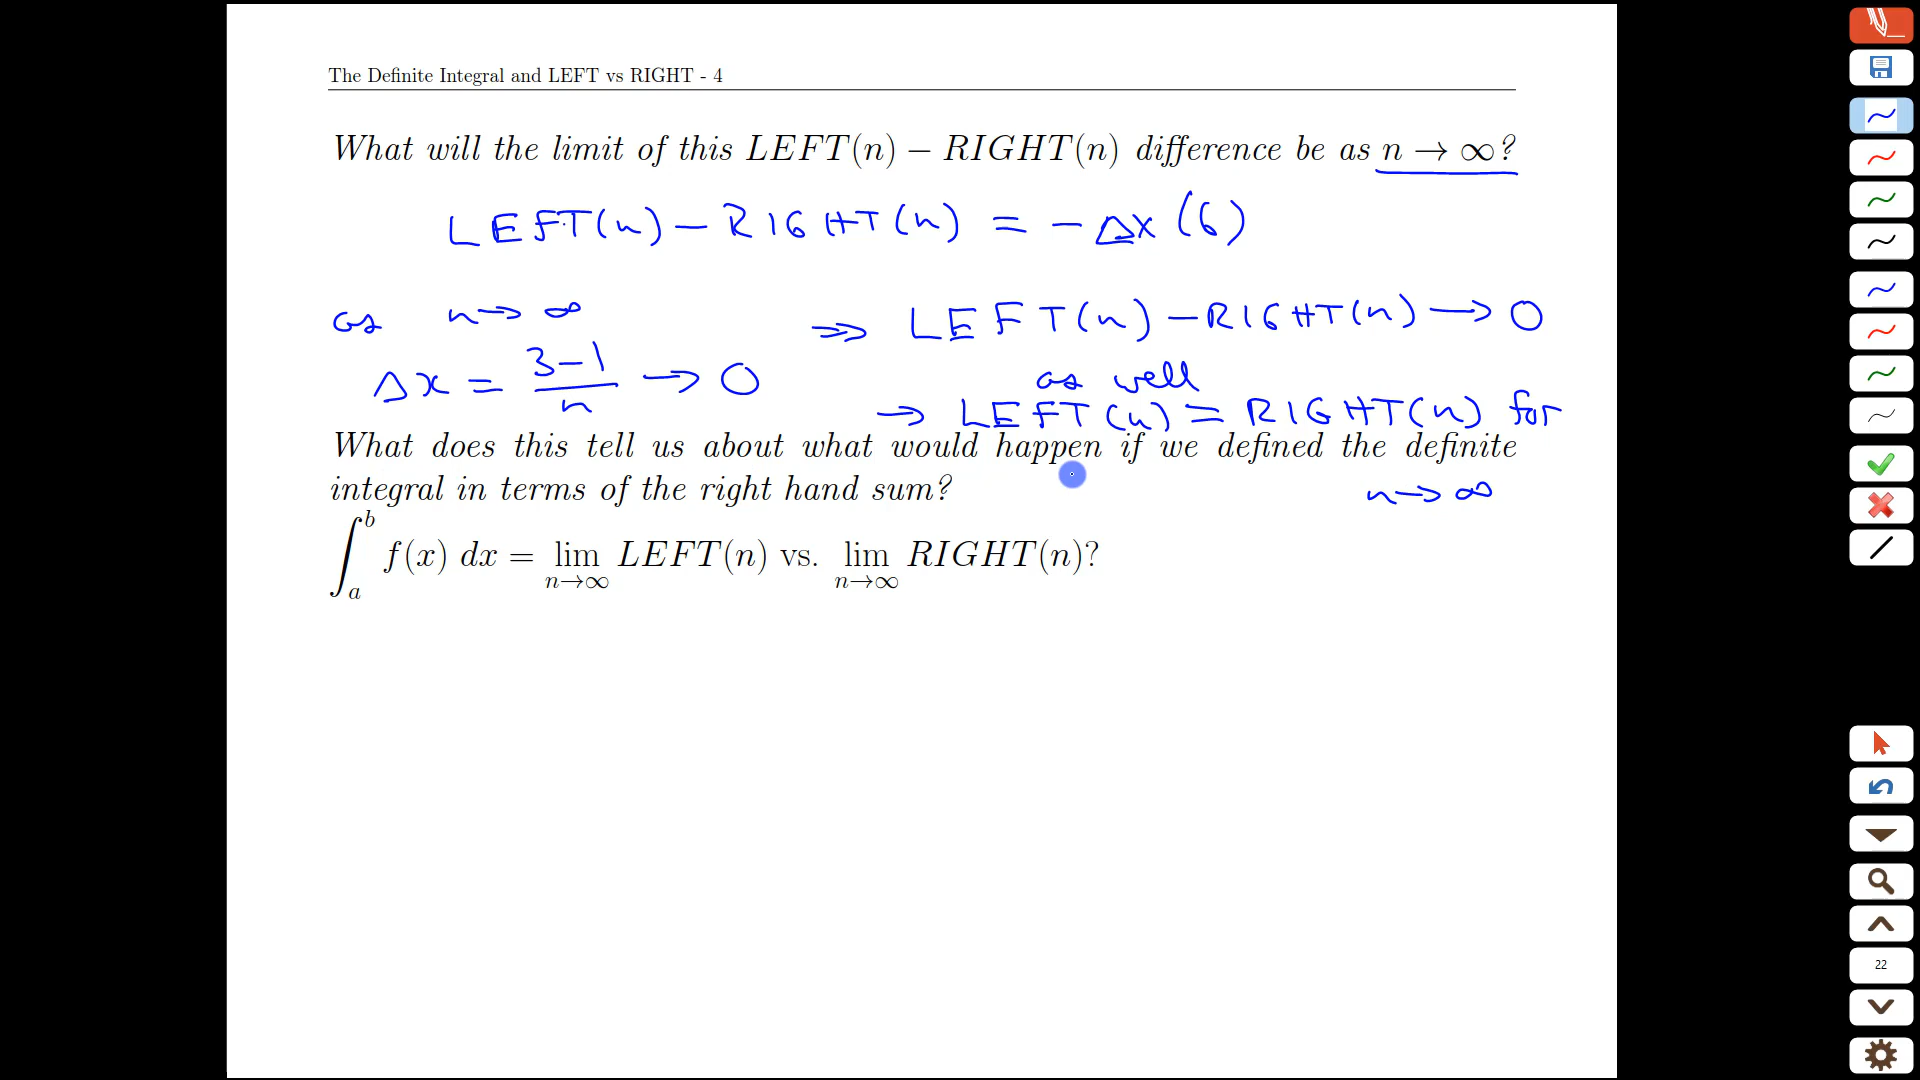 The Definite Integral and LEFT vs RIGHT - 4
What will the limit of this LEFT(n) − RIGHT(n) difference be as n → ∞?
LEFT(n) − RIGHT(n) = − Δx (6)
as n → ∞
⇒ LEFT(n) − RIGHT(n) → 0
Δx = (3−1)/n → 0
as well
→ LEFT(n) = RIGHT(n) for
What does this tell us about what would happen if we defined the definite
integral in terms of the right hand sum?
n → ∞
∫_a^b f(x) dx = lim_{n→∞} LEFT(n) vs. lim_{n→∞} RIGHT(n)?
22